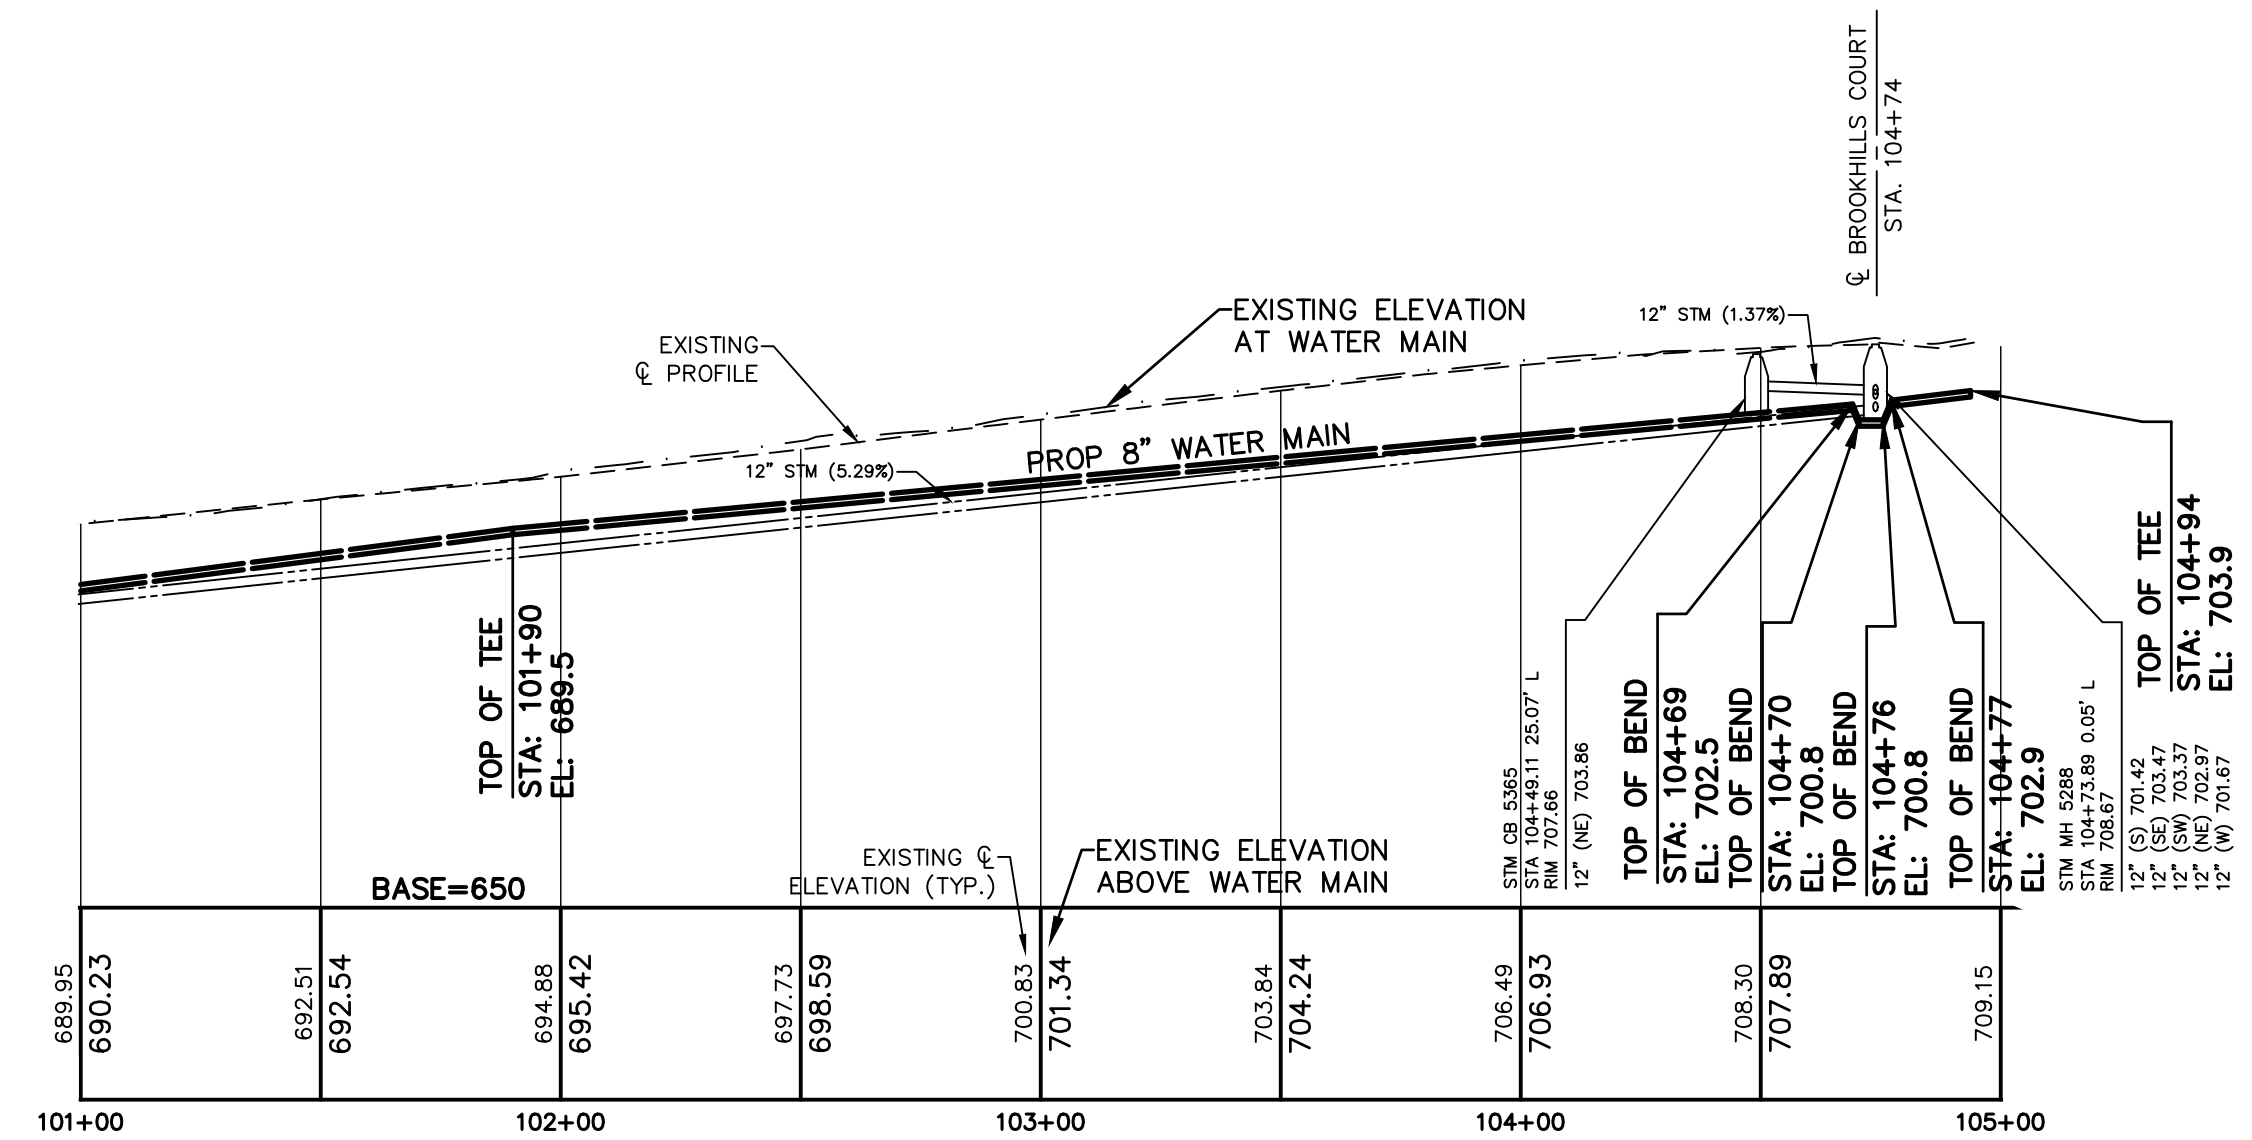 ℄ BROOKHILLS COURT
STA. 104+74
EXISTING ELEVATION
AT WATER MAIN
12" STM (1.37%)
EXISTING
℄ PROFILE
PROP 8" WATER MAIN
12" STM (5.29%)
TOP OF TEE
STA: 101+90
EL: 689.5
STM CB 5365
STA 104+49.11 25.07' L
RIM 707.66
12" (NE) 703.86
TOP OF BEND
STA: 104+69
EL: 702.5
TOP OF BEND
STA: 104+70
EL: 700.8
TOP OF BEND
STA: 104+76
EL: 700.8
TOP OF BEND
STA: 104+77
EL: 702.9
STM MH 5288
STA 104+73.89 0.05' L
RIM 708.67
12" (S) 701.42
12" (SE) 703.47
12" (SW) 703.37
12" (NE) 702.97
12" (W) 701.67
TOP OF TEE
STA: 104+94
EL: 703.9
EXISTING ℄
ELEVATION (TYP.)
EXISTING ELEVATION
ABOVE WATER MAIN
BASE=650
689.95
690.23
692.51
692.54
694.88
695.42
697.73
698.59
700.83
701.34
703.84
704.24
706.49
706.93
708.30
707.89
709.15
101+00
102+00
103+00
104+00
105+00